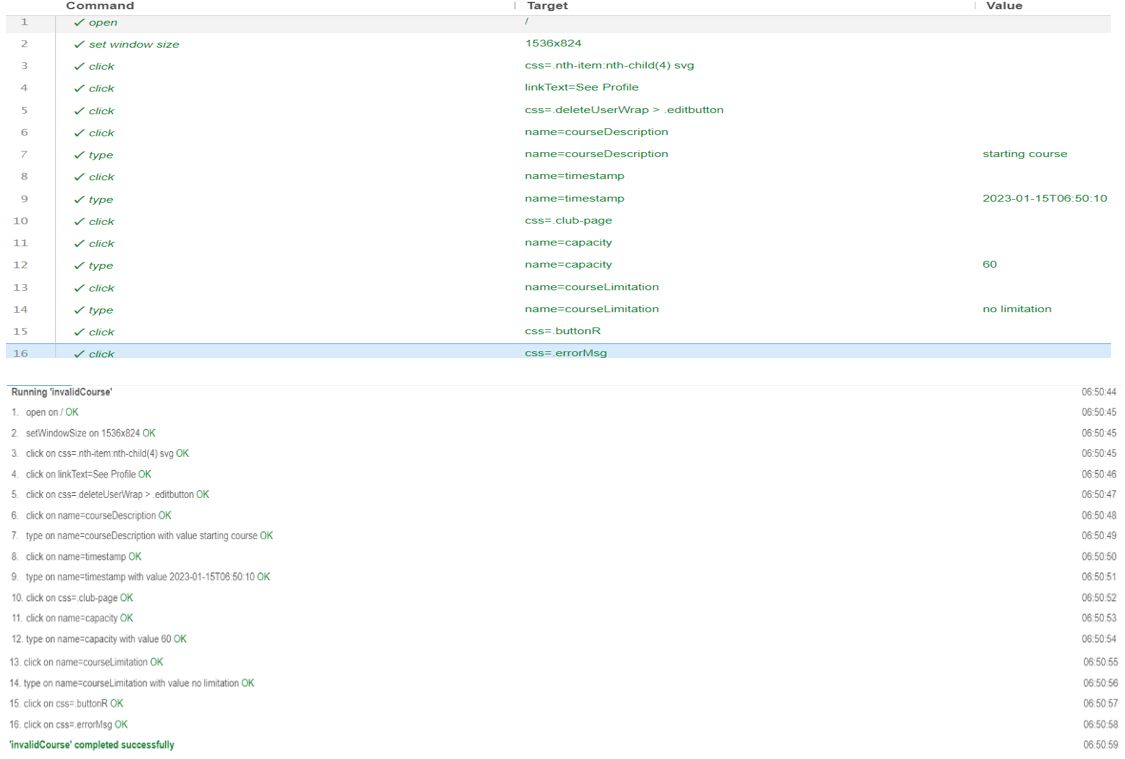 Command Target Value
1 ✓ open /
2 ✓ set window size 1536x824
3 ✓ click css=.nth-item:nth-child(4) svg
4 ✓ click linkText=See Profile
5 ✓ click css=.deleteUserWrap > .editbutton
6 ✓ click name=courseDescription
7 ✓ type name=courseDescription starting course
8 ✓ click name=timestamp
9 ✓ type name=timestamp 2023-01-15T06:50:10
10 ✓ click css=.club-page
11 ✓ click name=capacity
12 ✓ type name=capacity 60
13 ✓ click name=courseLimitation
14 ✓ type name=courseLimitation no limitation
15 ✓ click css=.buttonR
16 ✓ click css=.errorMsg
Running 'invalidCourse' 06:50:44
1. open on / OK 06:50:45
2. setWindowSize on 1536x824 OK 06:50:45
3. click on css=.nth-item:nth-child(4) svg OK 06:50:45
4. click on linkText=See Profile OK 06:50:46
5. click on css=.deleteUserWrap > .editbutton OK 06:50:47
6. click on name=courseDescription OK 06:50:48
7. type on name=courseDescription with value starting course OK 06:50:49
8. click on name=timestamp OK 06:50:50
9. type on name=timestamp with value 2023-01-15T06:50:10 OK 06:50:51
10. click on css=.club-page OK 06:50:52
11. click on name=capacity OK 06:50:53
12. type on name=capacity with value 60 OK 06:50:54
13. click on name=courseLimitation OK 06:50:55
14. type on name=courseLimitation with value no limitation OK 06:50:56
15. click on css=.buttonR OK 06:50:57
16. click on css=.errorMsg OK 06:50:58
'invalidCourse' completed successfully 06:50:59